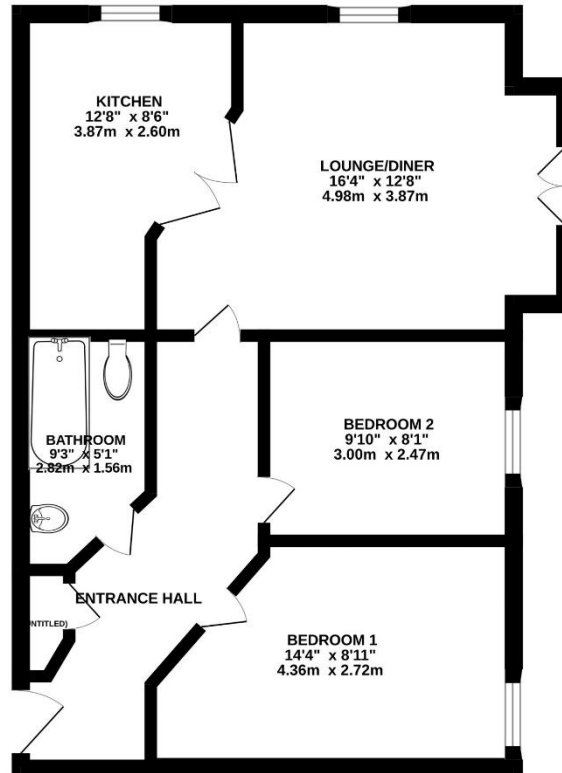 KITCHEN
12'8" x 8'6"
3.87m x 2.60m
LOUNGE/DINER
16'4" x 12'8"
4.98m x 3.87m
BATHROOM
9'3" x 5'1"
2.82m x 1.56m
BEDROOM 2
9'10" x 8'1"
3.00m x 2.47m
ENTRANCE HALL
NTITLED)
BEDROOM 1
14'4" x 8'11"
4.36m x 2.72m